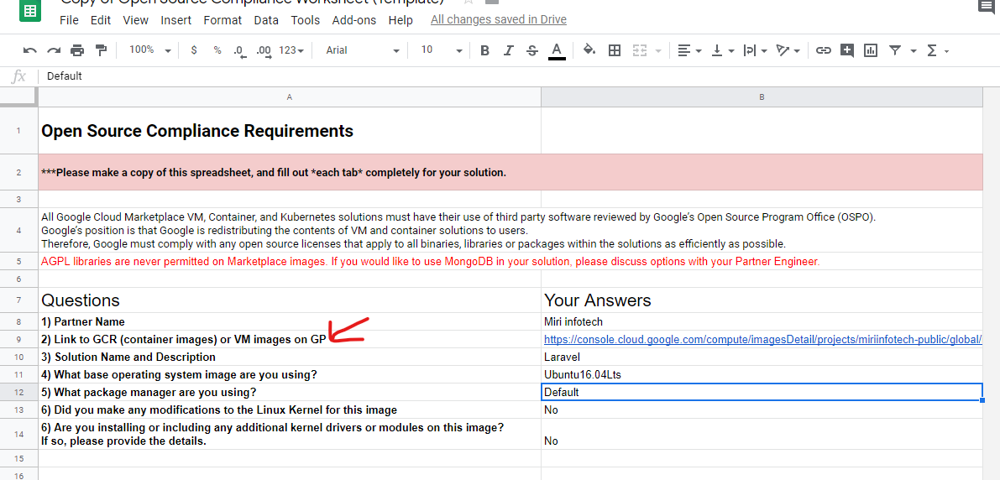 Copy of Open Source Compliance Worksheet (Template)
File Edit View Insert Format Data Tools Add-ons Help All changes saved in Drive
100% $ % .0 .00 123 Arial 10 B I S A Σ
fx Default
A B
1 Open Source Compliance Requirements
2 ***Please make a copy of this spreadsheet, and fill out *each tab* completely for your solution.
3
All Google Cloud Marketplace VM, Container, and Kubernetes solutions must have their use of third party software reviewed by Google's Open Source Program Office (OSPO).
4 Google's position is that Google is redistributing the contents of VM and container solutions to users.
Therefore, Google must comply with any open source licenses that apply to all binaries, libraries or packages within the solutions as efficiently as possible.
5 AGPL libraries are never permitted on Marketplace images. If you would like to use MongoDB in your solution, please discuss options with your Partner Engineer.
6
7 Questions Your Answers
8 1) Partner Name Miri infotech
9 2) Link to GCR (container images) or VM images on GP https://console.cloud.google.com/compute/imagesDetail/projects/miriinfotech-public/global/
10 3) Solution Name and Description Laravel
11 4) What base operating system image are you using? Ubuntu16.04Lts
12 5) What package manager are you using? Default
13 6) Did you make any modifications to the Linux Kernel for this image No
14 6) Are you installing or including any additional kernel drivers or modules on this image?
If so, please provide the details. No
15
16